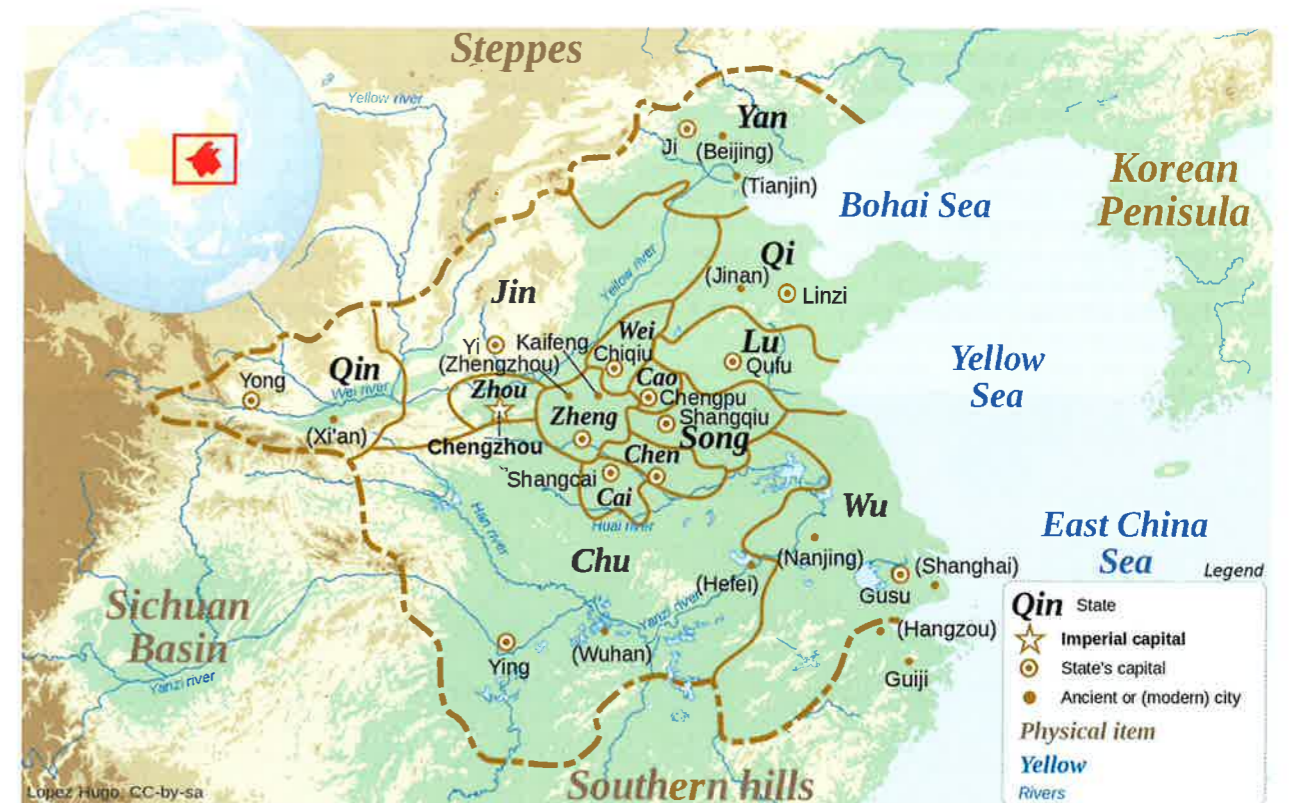 Steppes
Yellow river
Yan
Ji
(Beijing)
(Tianjin)
Korean
Penisula
Bohai Sea
Yellow river
Qi
(Jinan)
Linzi
Jin
Wei
Lu
Yi
Kaifeng
Chiqiu
Qufu
(Zhengzhou)
Yellow
Sea
Yong
Qin
Wei river
Zhou
Cao
Chengpu
Zheng
Shangqiu
(Xi'an)
Chengzhou
Song
Chen
Shangcai
Cai
Han river
Huai river
Wu
East China
Sea
Chu
(Nanjing)
(Hefei)
(Shanghai)
Gusu
Sichuan
Basin
Yanzi river
Ying
(Wuhan)
Yanzi river
(Hangzou)
Guiji
Southern hills
Legend
Qin State
Imperial capital
State's capital
Ancient or (modern) city
Physical item
Yellow
Rivers
Lopez Hugo, CC-by-sa